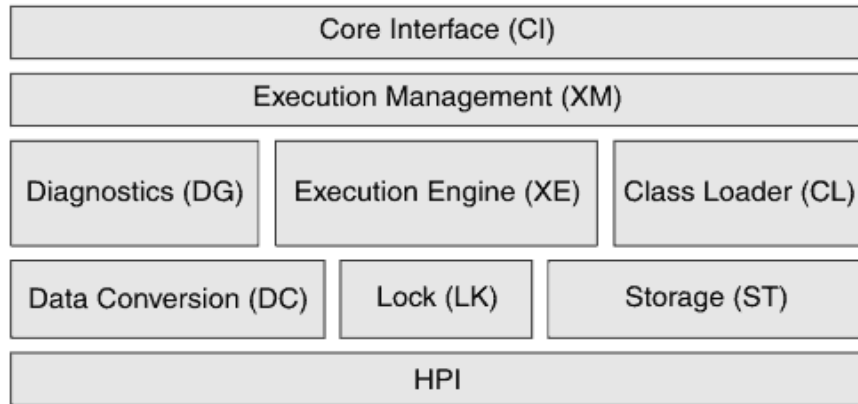 Core Interface (CI)
Execution Management (XM)
Diagnostics (DG)
Execution Engine (XE)
Class Loader (CL)
Data Conversion (DC)
Lock (LK)
Storage (ST)
HPI